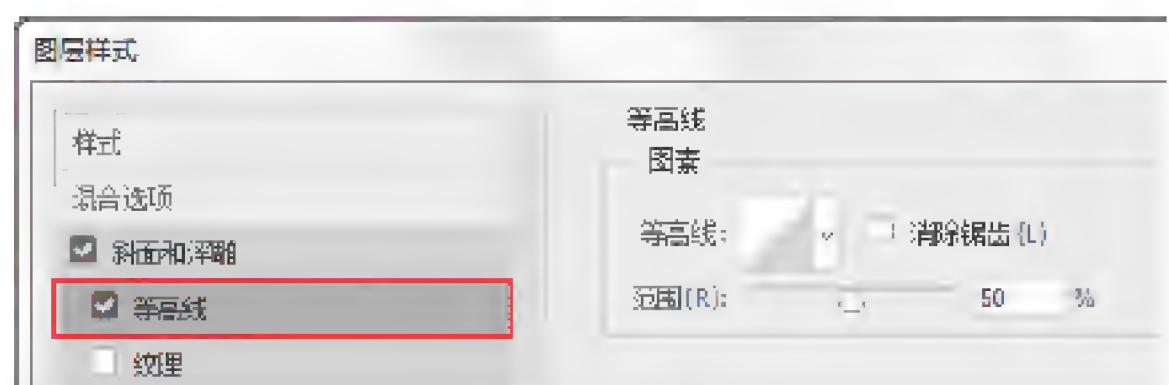 图层样式
样式
混合选项
斜面和浮雕
等高线
纹理
等高线
图素
等高线: 消除锯齿(L)
范围(R): 50 %